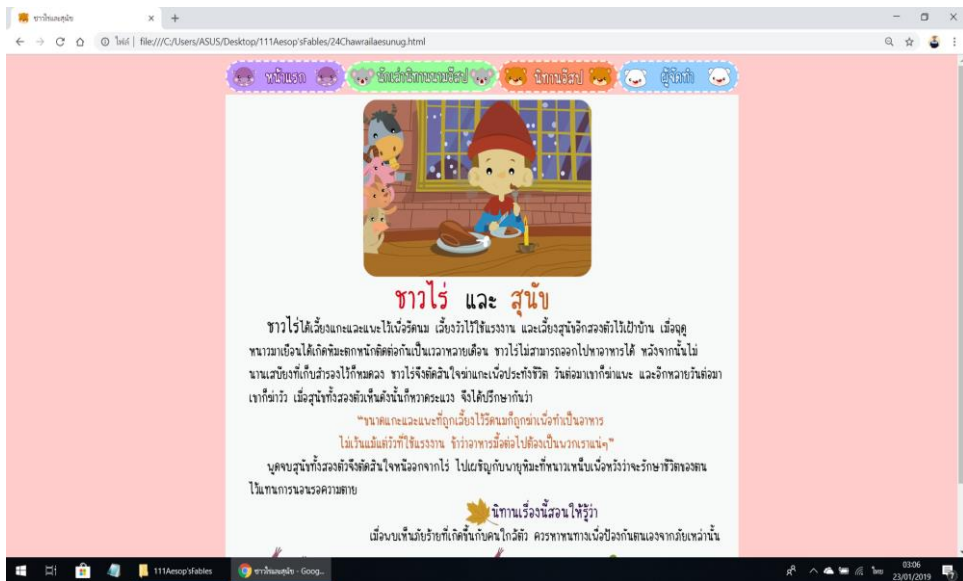 ชาวไร่และสุนัข
ไฟล์ | file:///C:/Users/ASUS/Desktop/111Aesop'sFables/24Chawrailaesunug.html
หน้าแรก
นักเล่านิทานนามอีสป
นิทานอีสป
ผู้จัดทำ
ชาวไร่ และ สุนัข
ชาวไร่ได้เลี้ยงแกะและแพะไว้เพื่อรีดนม เลี้ยงวัวไว้ใช้แรงงาน และเลี้ยงสุนัขอีกสองตัวไว้เฝ้าบ้าน เมื่อฤดู
หนาวมาเยือนได้เกิดหิมะตกหนักติดต่อกันเป็นเวลาหลายเดือน ชาวไร่ไม่สามารถออกไปหาอาหารได้ หลังจากนั้นไม่
นานเสบียงที่เก็บสำรองไว้ก็หมดลง ชาวไร่จึงตัดสินใจฆ่าแกะเพื่อประทังชีวิต วันต่อมาเขาก็ฆ่าแพะ และอีกหลายวันต่อมา
เขาก็ฆ่าวัว เมื่อสุนัขทั้งสองตัวเห็นดังนั้นก็หวาดระแวง จึงได้ปรึกษากันว่า
“ขนาดแกะและแพะที่ถูกเลี้ยงไว้รีดนมก็ถูกฆ่าเพื่อทำเป็นอาหาร
ไม่เว้นแม้แต่วัวที่ใช้แรงงาน ข้าว่าอาหารมื้อต่อไปต้องเป็นพวกเราแน่ๆ”
พูดจบสุนัขทั้งสองตัวจึงตัดสินใจหนีออกจากไร่ ไปเผชิญกับพายุหิมะที่หนาวเหน็บเพื่อหวังว่าจะรักษาชีวิตของตน
ไว้แทนการนอนรอความตาย
นิทานเรื่องนี้สอนให้รู้ว่า
เมื่อพบเห็นภัยร้ายที่เกิดขึ้นกับคนใกล้ตัว ควรหาหนทางเพื่อป้องกันตนเองจากภัยเหล่านั้น
111Aesop'sFables
ชาวไร่และสุนัข - Goog...
ไทย
03:06
23/01/2019